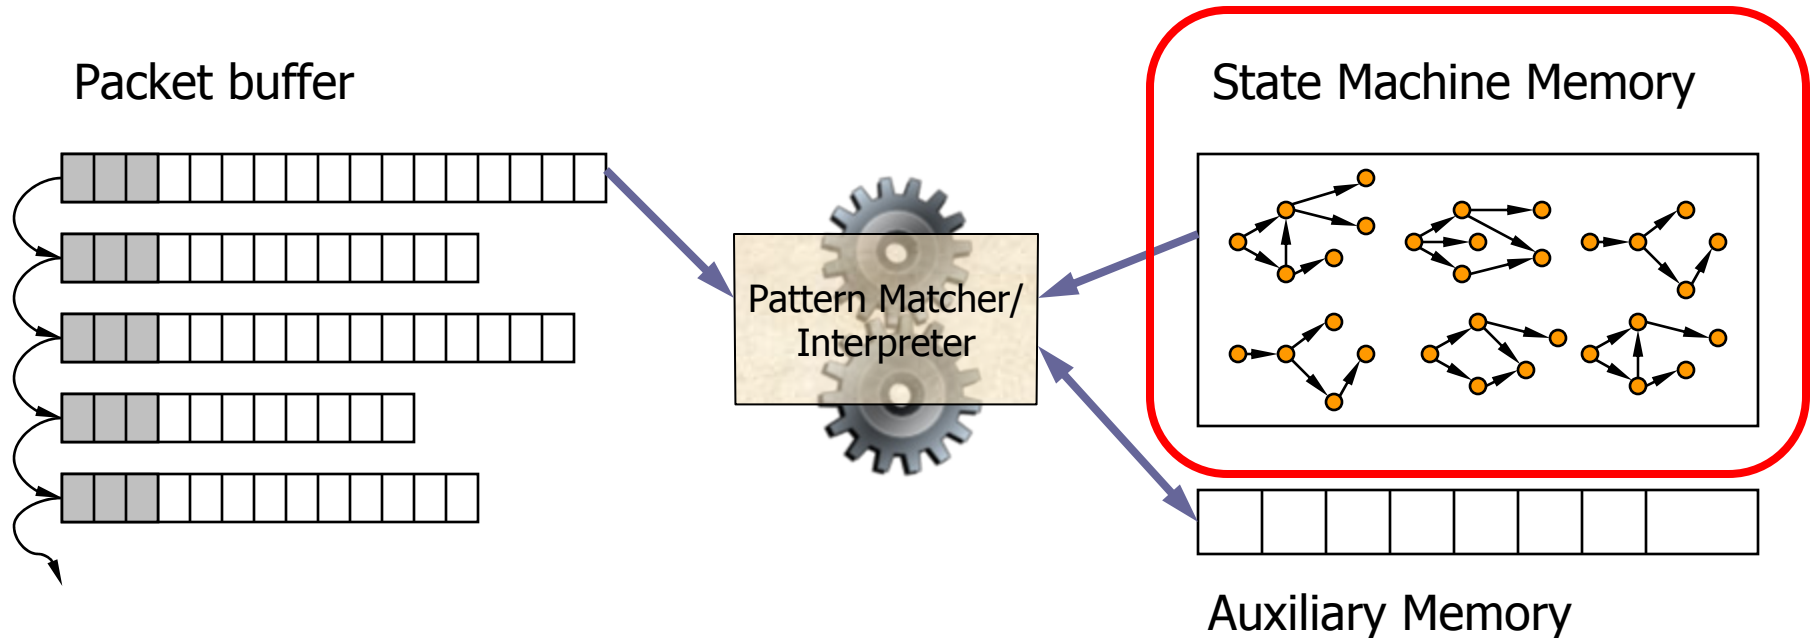 Packet buffer
State Machine Memory
Pattern Matcher/
Interpreter
Auxiliary Memory